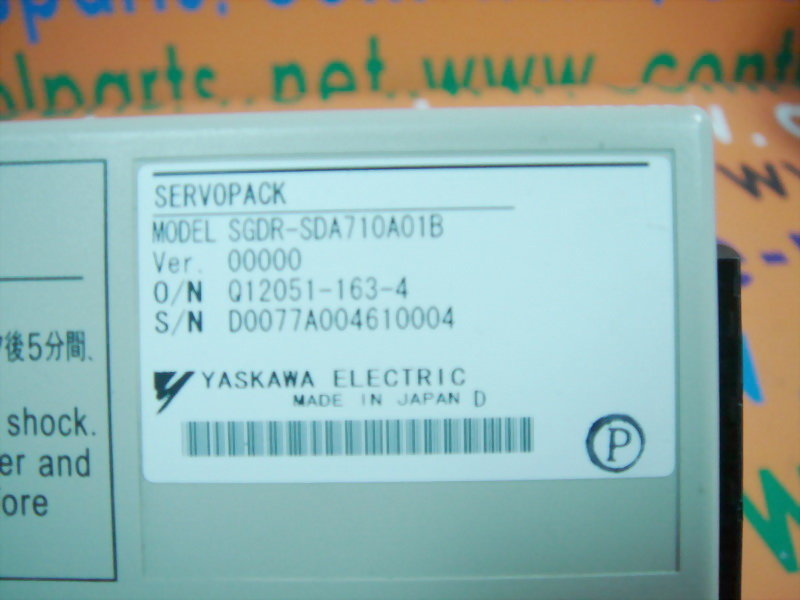 olparts.net www.cont
SERVOPACK
MODEL SGDR-SDA710A01B
Ver. 00000
O/N Q12051-163-4
S/N D0077A004610004
YASKAWA ELECTRIC
MADE IN JAPAN D
P
後5分間、
shock.
er and
ore